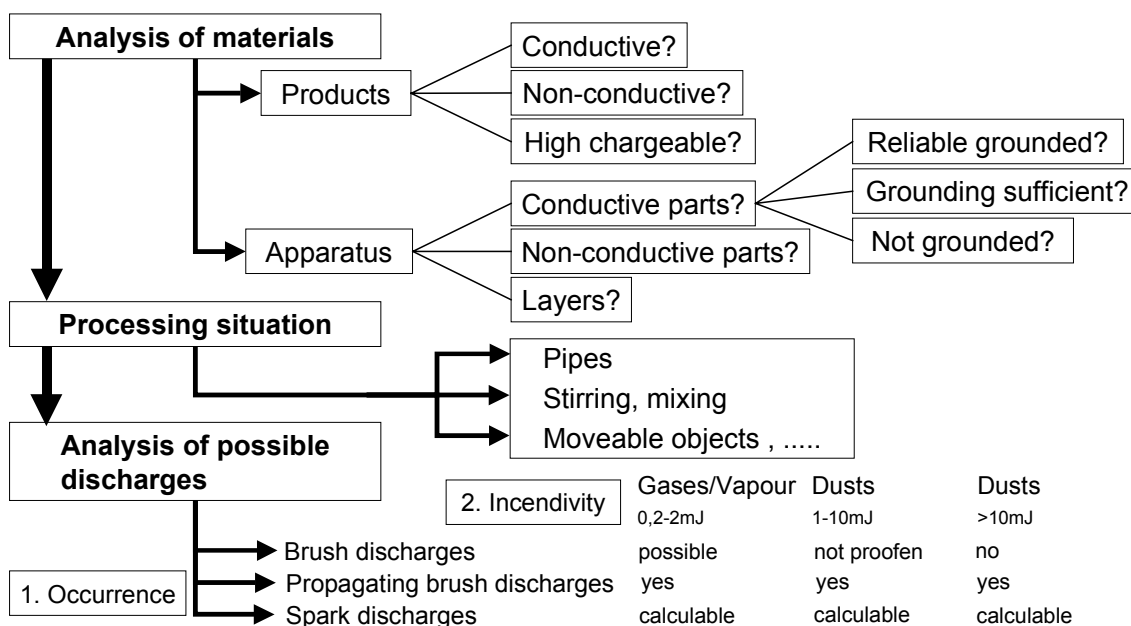 Analysis of materials
Products
Conductive?
Non-conductive?
High chargeable?
Apparatus
Conductive parts?
Non-conductive parts?
Layers?
Reliable grounded?
Grounding sufficient?
Not grounded?
Processing situation
Pipes
Stirring, mixing
Moveable objects , .....
Analysis of possible
discharges
2. Incendivity
Gases/Vapour Dusts Dusts
0,2-2mJ 1-10mJ >10mJ
1. Occurrence
Brush discharges possible not proofen no
Propagating brush discharges yes yes yes
Spark discharges calculable calculable calculable